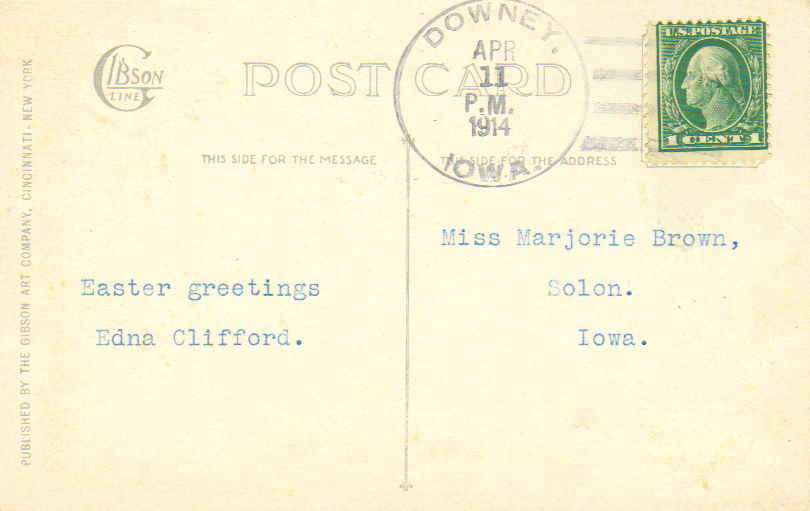 GIBSON
LINE
POST CARD
DOWNEY.
APR
11
P.M.
1914
IOWA.
U.S. POSTAGE
1 CENT 1
THIS SIDE FOR THE MESSAGE
THIS SIDE FOR THE ADDRESS
Miss Marjorie Brown,
Solon.
Iowa.
Easter greetings
Edna Clifford.
PUBLISHED BY THE GIBSON ART COMPANY, CINCINNATI - NEW YORK